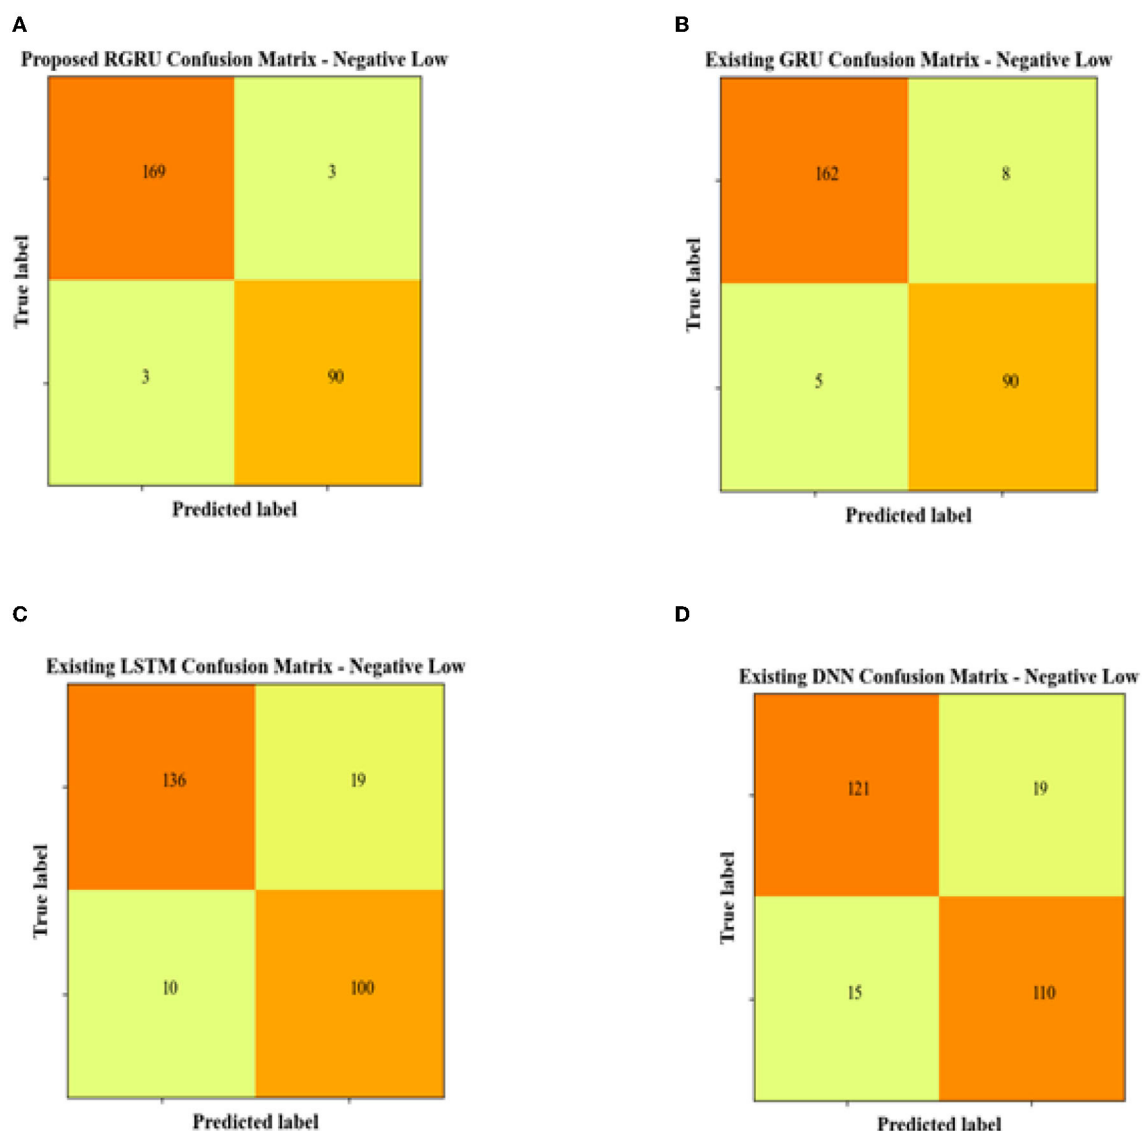 A
Proposed RGRU Confusion Matrix - Negative Low
169
3
True label
3
90
Predicted label
B
Existing GRU Confusion Matrix - Negative Low
162
8
True label
5
90
Predicted label
C
Existing LSTM Confusion Matrix - Negative Low
136
19
True label
10
100
Predicted label
D
Existing DNN Confusion Matrix - Negative Low
121
19
True label
15
110
Predicted label